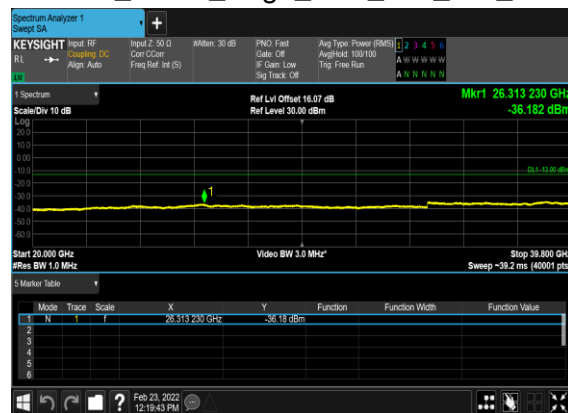 Spectrum Analyzer 1
Swept SA
KEYSIGHT Input: RF Input Z: 50 Ω #Atten: 30 dB PNO: Fast Avg Type: Power (RMS) 1 2 3 4 5 6
RL Coupling: DC Corr CCorr Gate: Off Avg|Hold: 100/100 A W W W W W
Align: Auto Freq Ref: Int (S) IF Gain: Low Trig: Free Run
Sig Track: Off A N N N N N
1 Spectrum
Scale/Div 10 dB
Ref Lvl Offset 16.07 dB
Ref Level 30.00 dBm
Mkr1 26.313 230 GHz
-36.182 dBm
Log
20.0
10.0
0.00
-10.0
DL1 -13.00 dBm
-20.0
-30.0
1
-40.0
-50.0
-60.0
Start 20.000 GHz Video BW 3.0 MHz* Stop 39.800 GHz
#Res BW 1.0 MHz Sweep ~39.2 ms (40001 pts)
5 Marker Table
Mode Trace Scale X Y Function Function Width Function Value
1 N 1 f 26.313 230 GHz -36.18 dBm
2
3
4
5
6
? Feb 23, 2022
12:19:43 PM